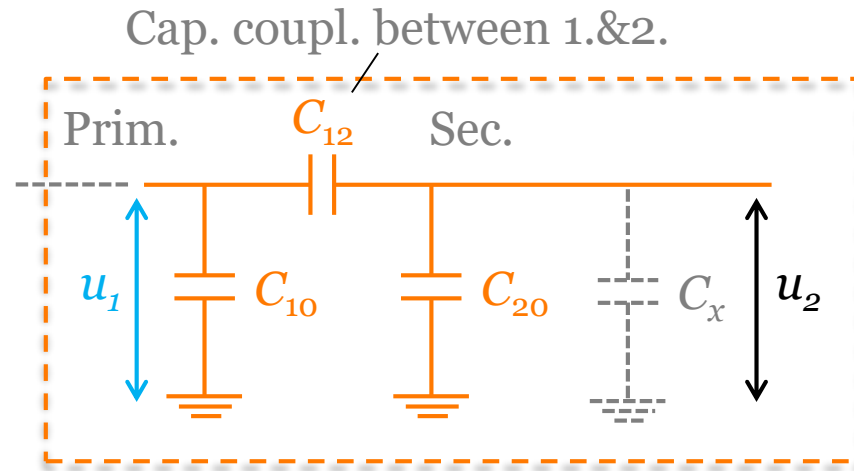 Cap. coupl. between 1.&2.
Prim.
C12
Sec.
u1
C10
C20
Cx
u2